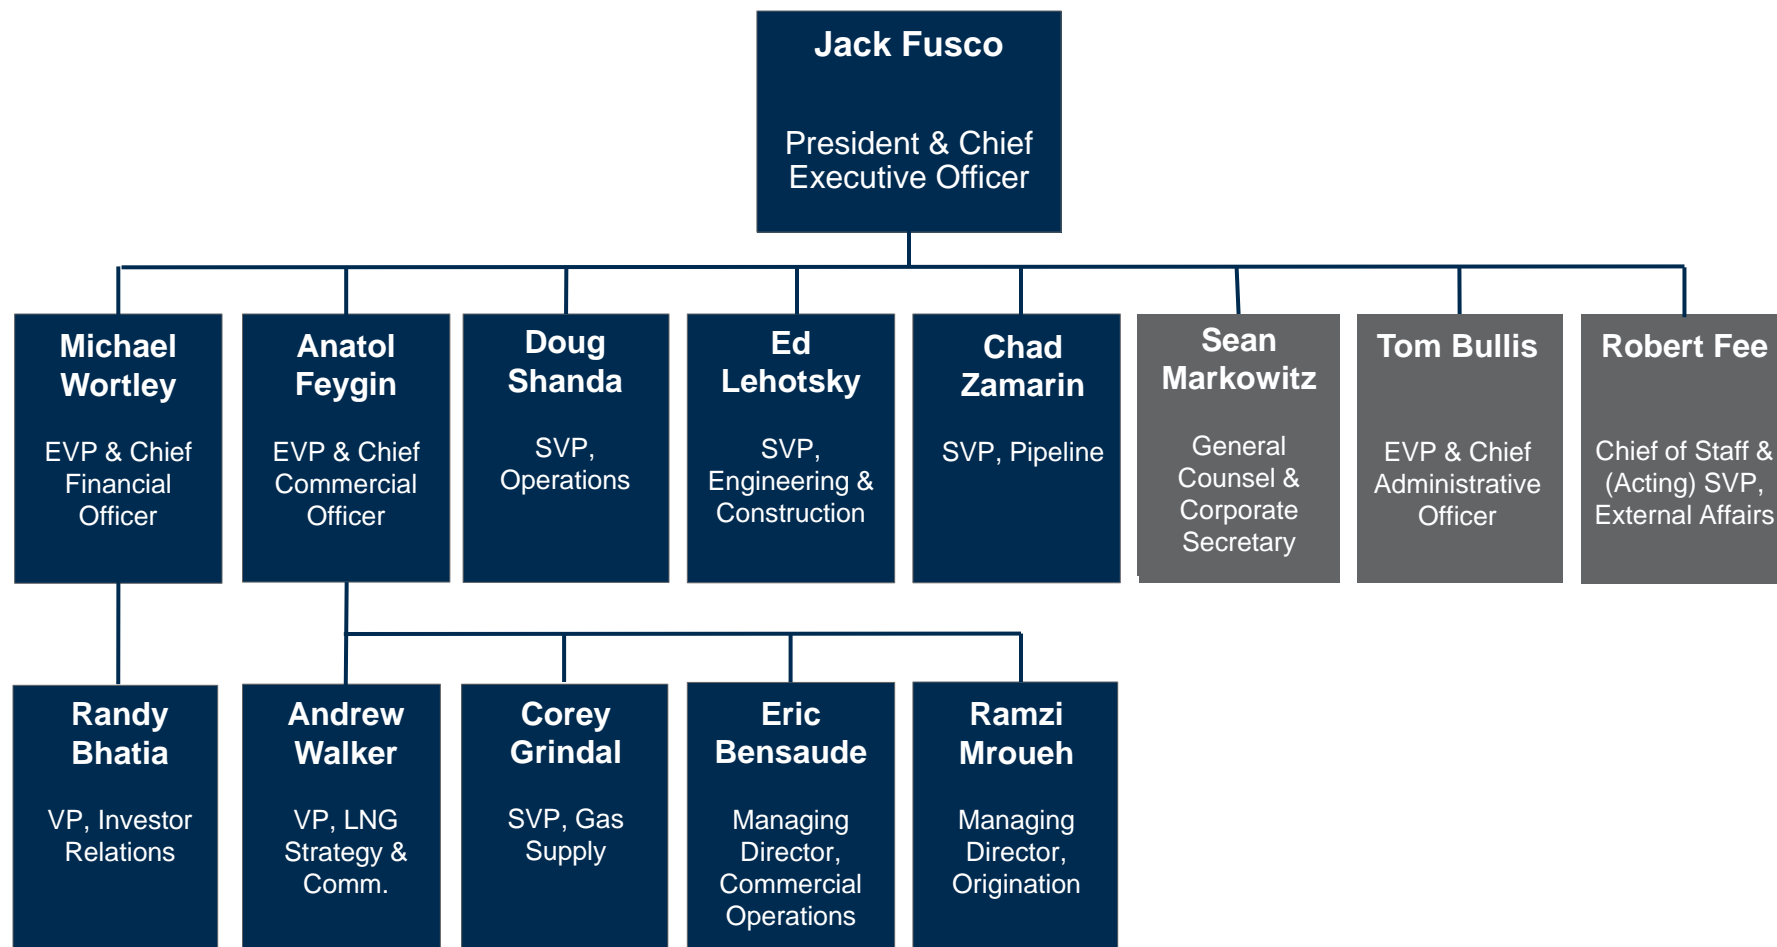 Jack Fusco
President & Chief
Executive Officer
Michael
Wortley
EVP & Chief
Financial
Officer
Anatol
Feygin
EVP & Chief
Commercial
Officer
Doug
Shanda
SVP,
Operations
Ed
Lehotsky
SVP,
Engineering &
Construction
Chad
Zamarin
SVP, Pipeline
Sean
Markowitz
General
Counsel &
Corporate
Secretary
Tom Bullis
EVP & Chief
Administrative
Officer
Robert Fee
Chief of Staff &
(Acting) SVP,
External Affairs
Randy
Bhatia
VP, Investor
Relations
Andrew
Walker
VP, LNG
Strategy &
Comm.
Corey
Grindal
SVP, Gas
Supply
Eric
Bensaude
Managing
Director,
Commercial
Operations
Ramzi
Mroueh
Managing
Director,
Origination